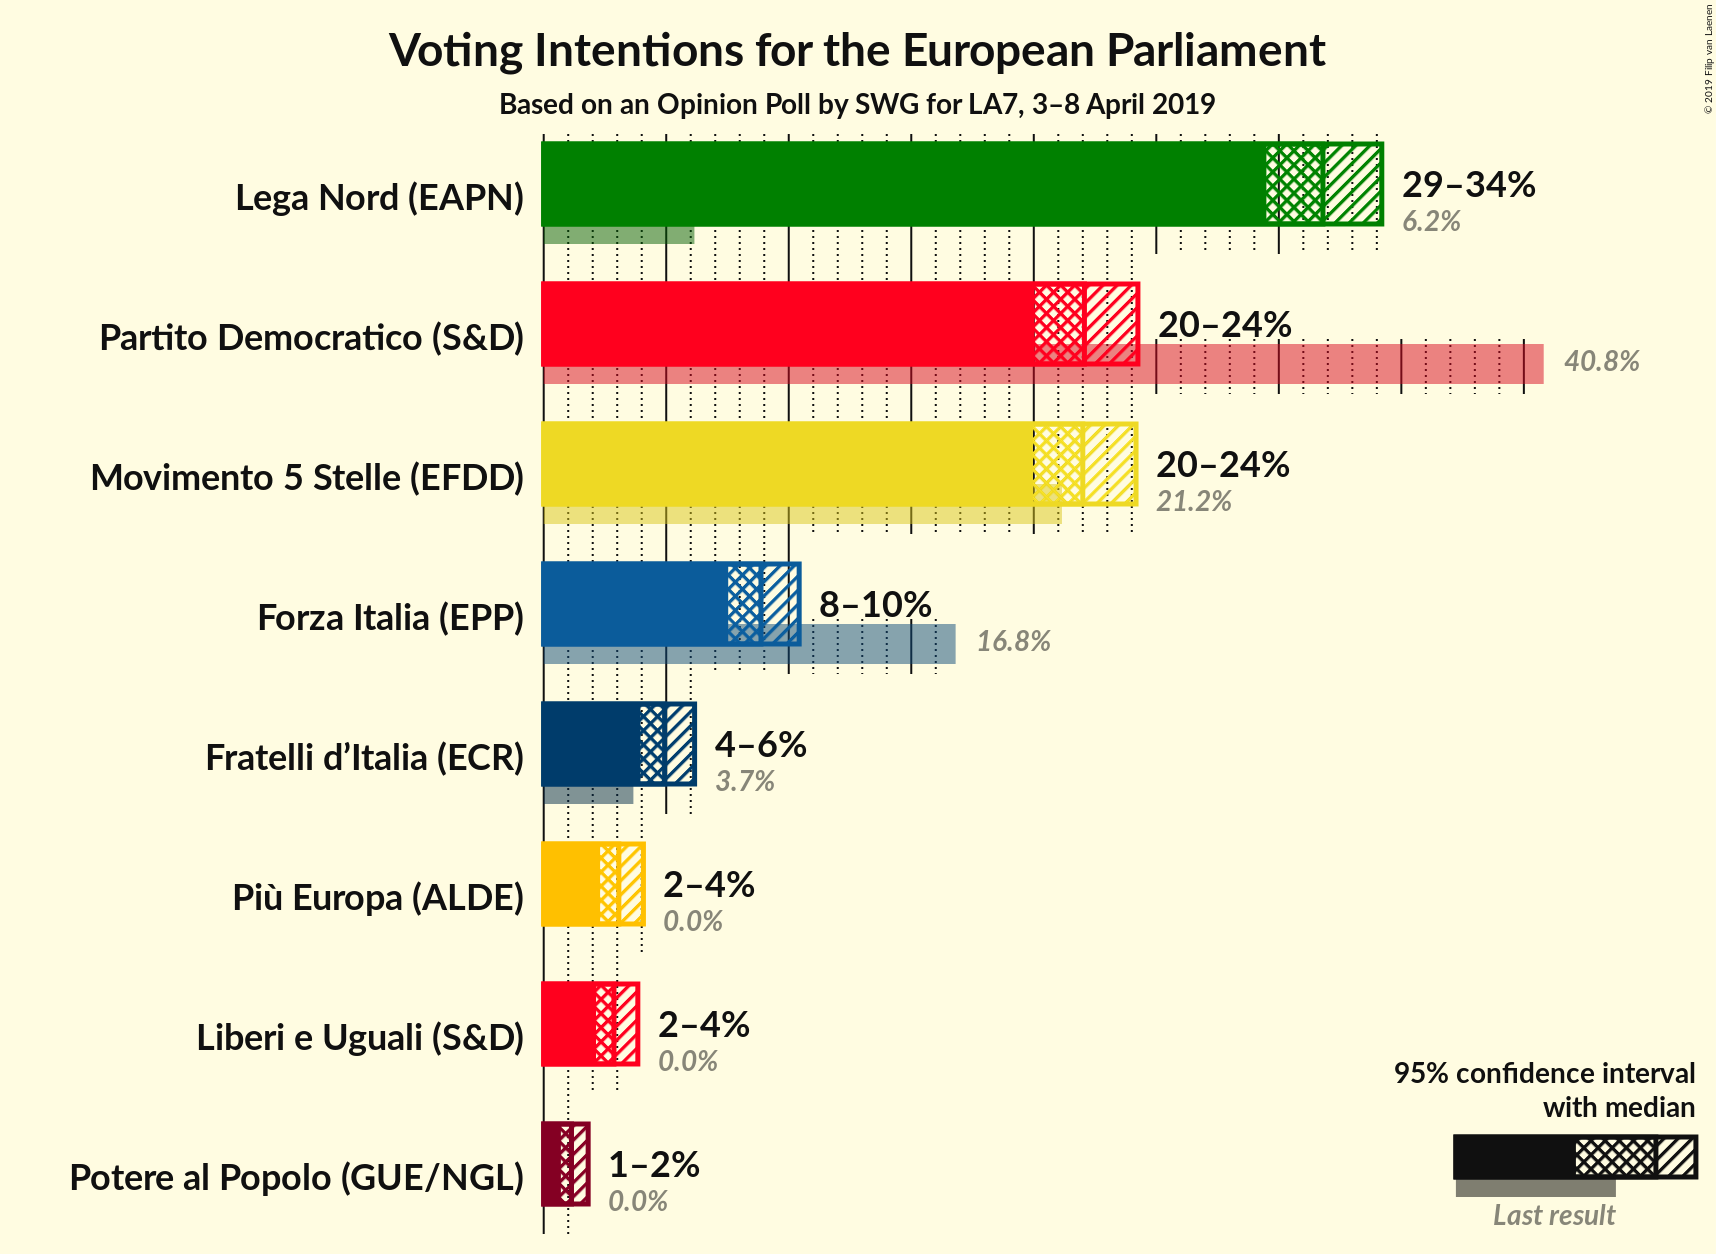 Voting Intentions for the European Parliament
Based on an Opinion Poll by SWG for LA7, 3–8 April 2019
© 2019 Filip van Laenen
Lega Nord (EAPN)
29–34%
6.2%
Partito Democratico (S&D)
20–24%
40.8%
Movimento 5 Stelle (EFDD)
20–24%
21.2%
Forza Italia (EPP)
8–10%
16.8%
Fratelli d’Italia (ECR)
4–6%
3.7%
Più Europa (ALDE)
2–4%
0.0%
Liberi e Uguali (S&D)
2–4%
0.0%
Potere al Popolo (GUE/NGL)
1–2%
0.0%
95% confidence interval
with median
Last result